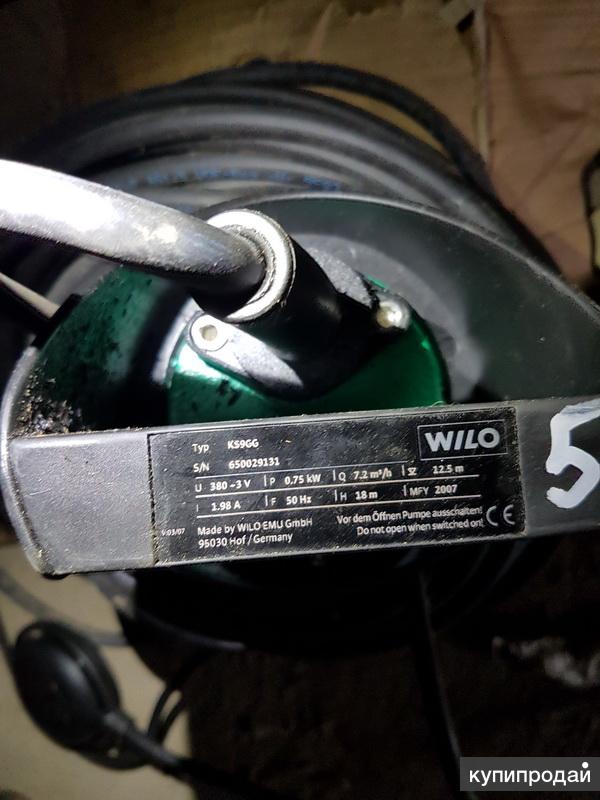 WILO
Typ KS9GG
S/N 650029131
U 380 ~3 V P 0.75 kW Q 7.2 m³/h 12.5 m
I 1.98 A F 50 Hz H 18 m MFY 2007
V.03/07
Made by WILO EMU GmbH
95030 Hof / Germany
Vor dem Öffnen Pumpe ausschalten!
Do not open when switched on!
CE
5
купипродай